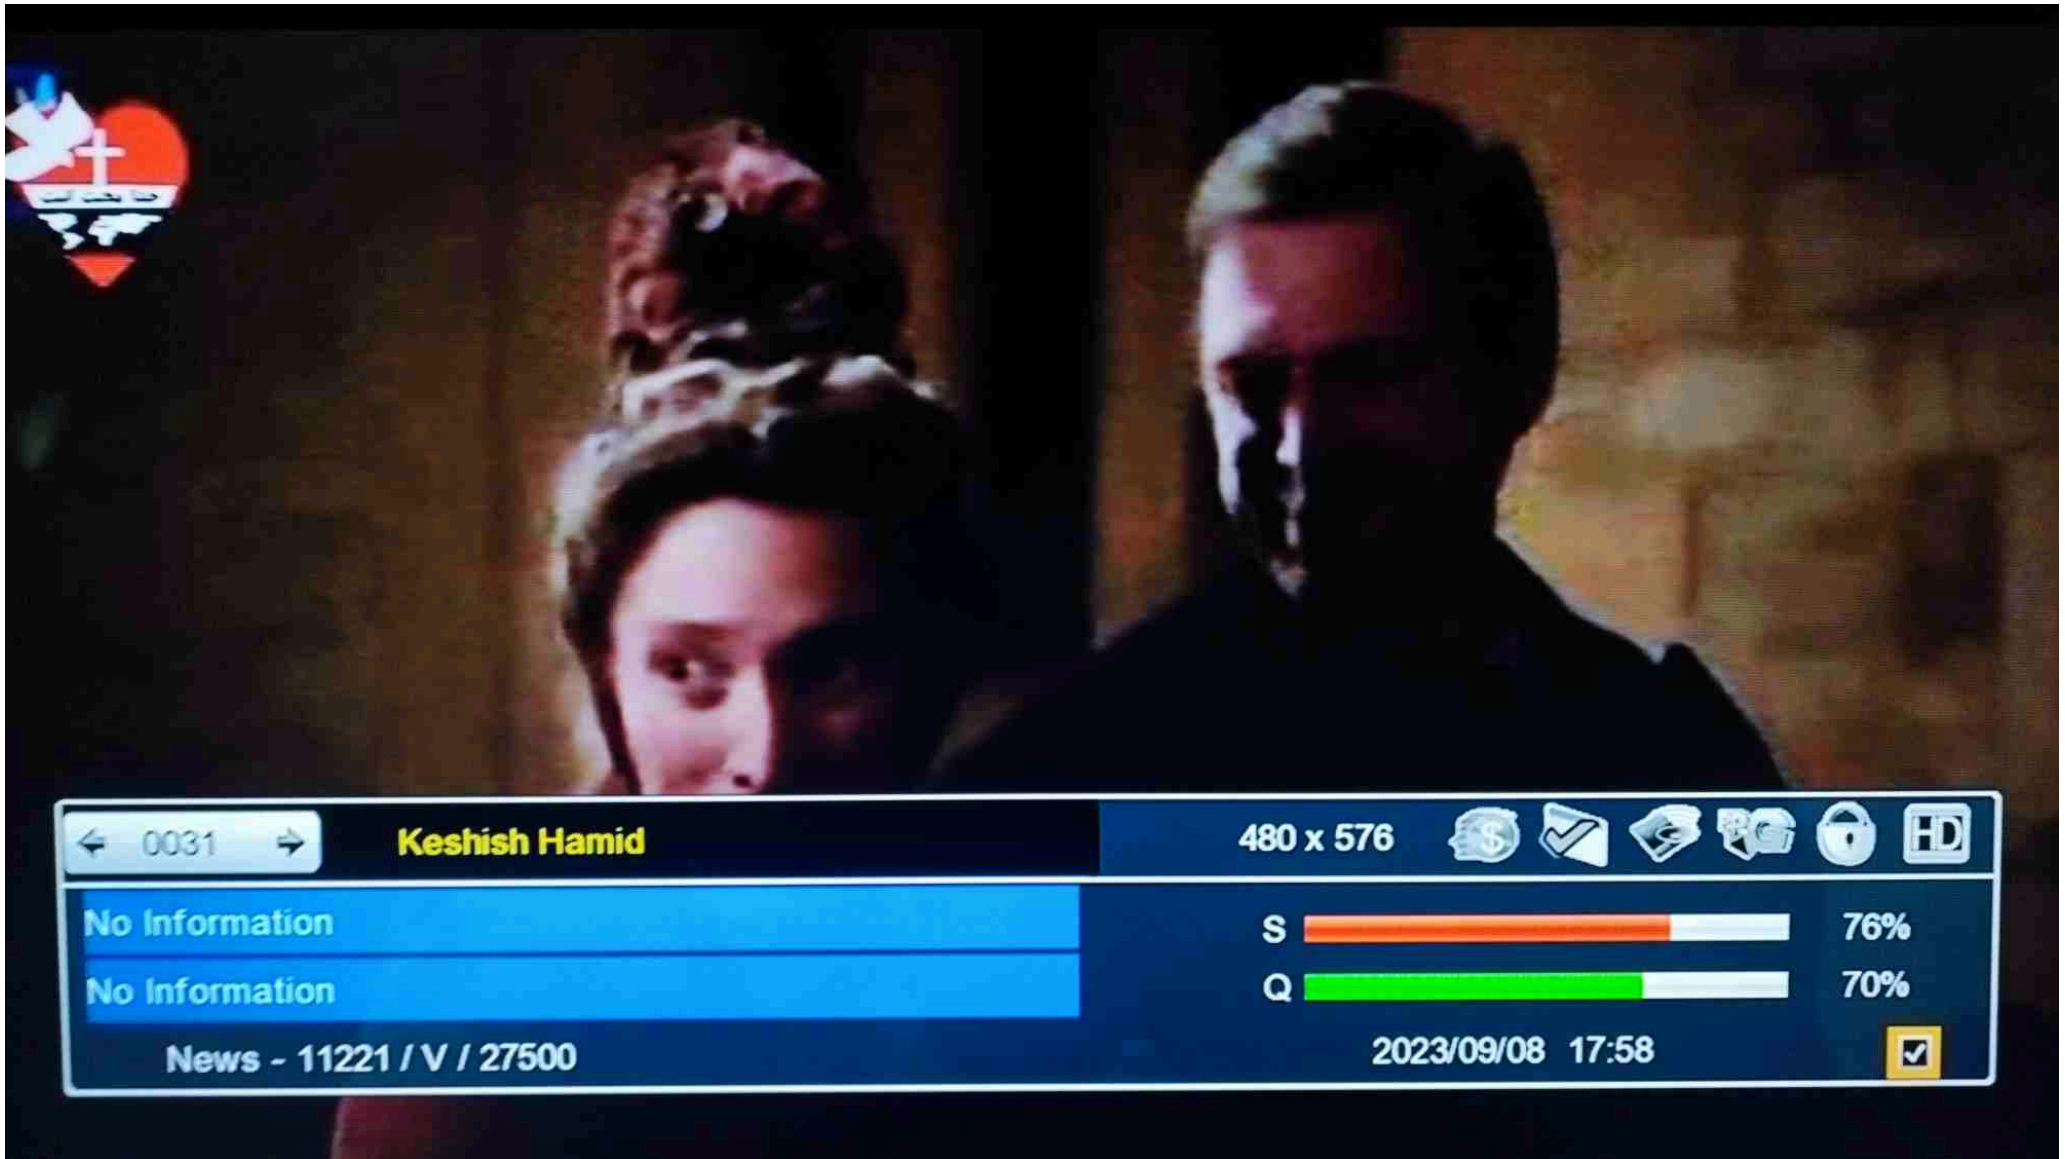 0031
Keshish Hamid
480 x 576
HD
No Information
S
76%
No Information
Q
70%
News - 11221 / V / 27500
2023/09/08 17:58